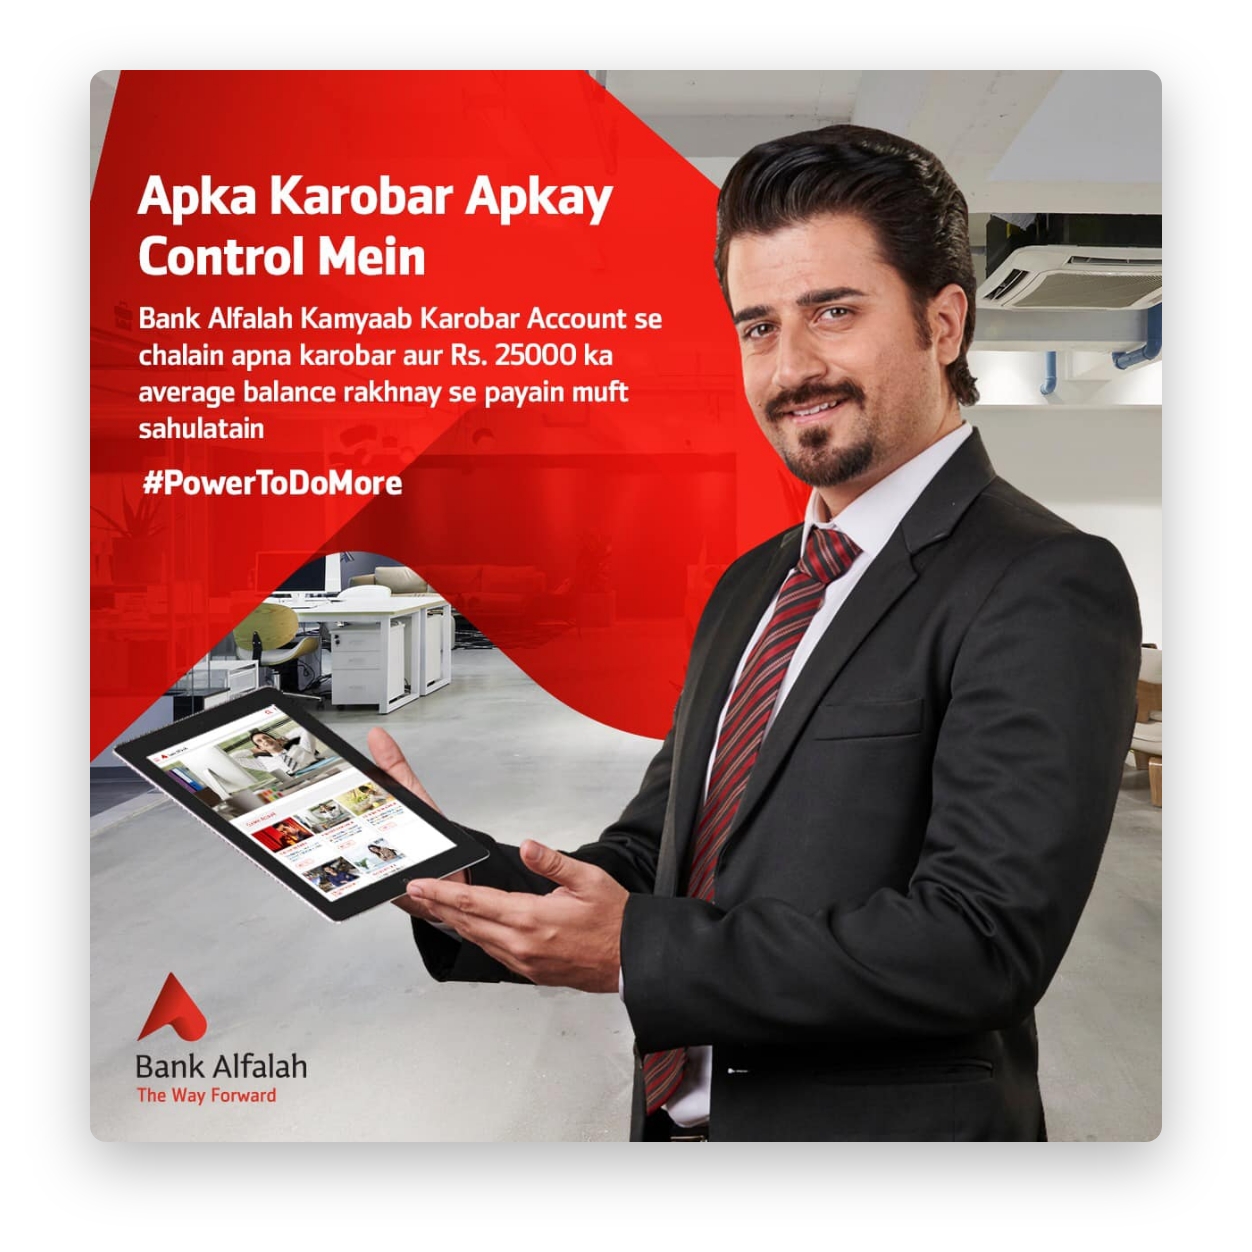 Apka Karobar Apkay
Control Mein
Bank Alfalah Kamyaab Karobar Account se
chalain apna karobar aur Rs. 25000 ka
average balance rakhnay se payain muft
sahulatain
#PowerToDoMore
Bank Alfalah
The Way Forward